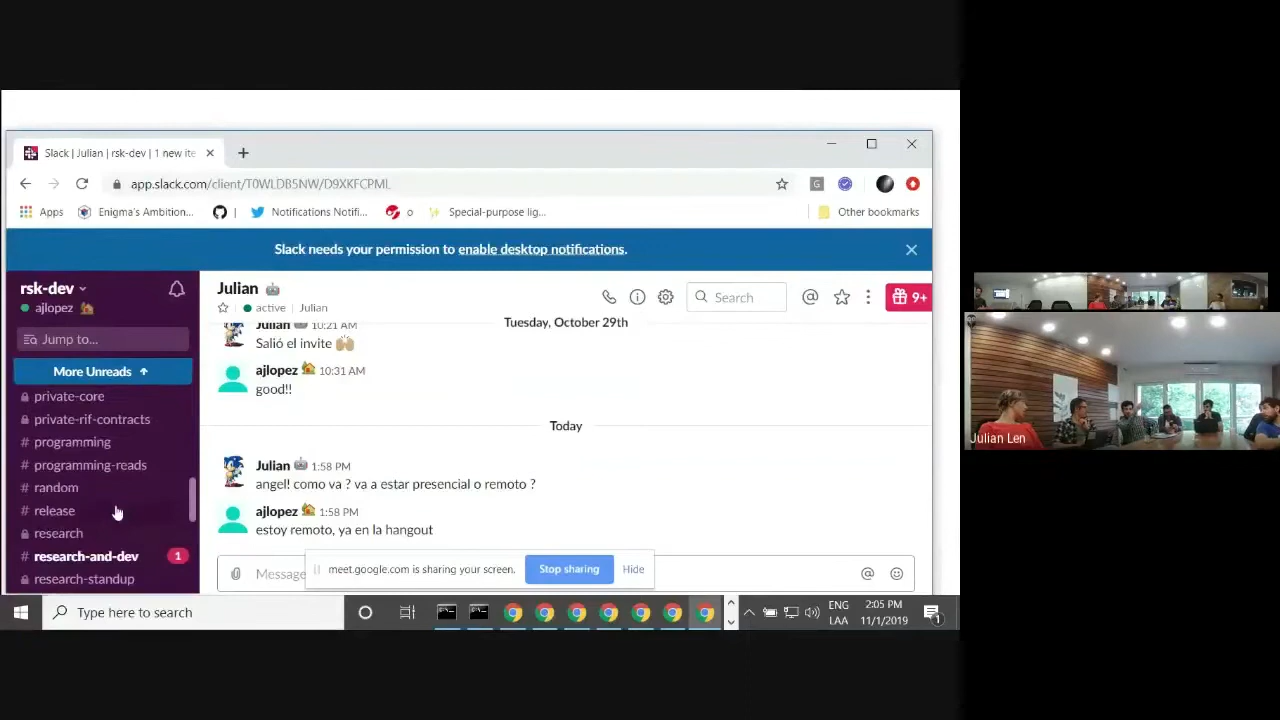 Slack | Julian | rsk-dev | 1 new ite
app.slack.com/client/T0WLDB5NW/D9XKFCPML
Apps
Enigma's Ambition...
Notifications Notifi...
o
Special-purpose lig...
Other bookmarks
Slack needs your permission to enable desktop notifications.
rsk-dev
ajlopez
Jump to...
More Unreads ↑
private-core
private-rif-contracts
# programming
# programming-reads
# random
# release
research
# research-and-dev 1
research-standup
Julian
active | Julian
Search
9+
Tuesday, October 29th
Julian 10:21 AM
Salió el invite
ajlopez 10:31 AM
good!!
Today
Julian 1:58 PM
angel! como va ? va a estar presencial o remoto ?
ajlopez 1:58 PM
estoy remoto, ya en la hangout
Message
meet.google.com is sharing your screen.
Stop sharing
Hide
Type here to search
ENG
LAA
2:05 PM
11/1/2019
1
Julian Len